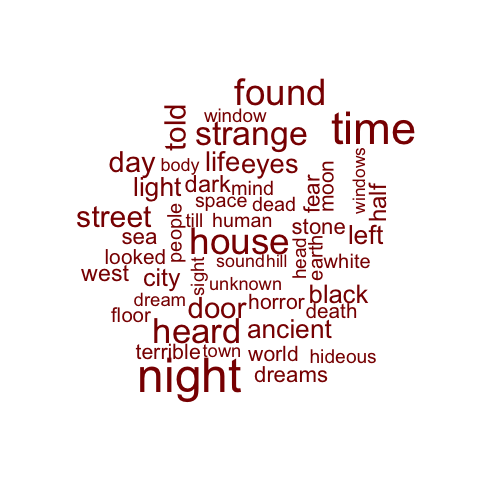 found
window
told
strange
time
day
body
life
eyes
windows
light
dark
mind
fear
moon
half
space
dead
street
people
till
human
stone
left
sea
house
head
earth
looked
sound
hill
white
west
city
sight
unknown
dream
door
horror
black
floor
death
heard
ancient
terrible
town
world
hideous
night
dreams